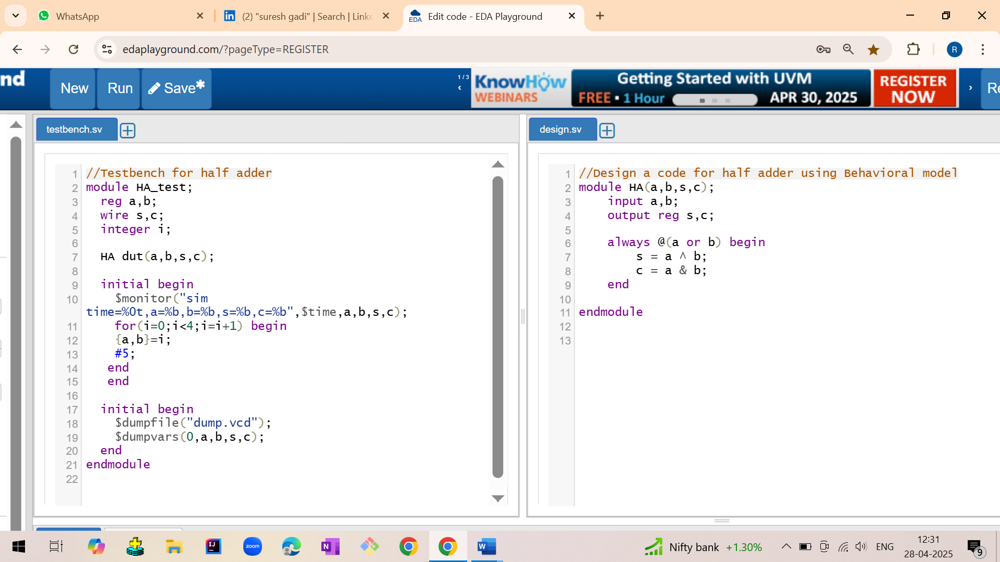 WhatsApp
(2) "suresh gadi" | Search | Linke
Edit code - EDA Playground
edaplayground.com/?pageType=REGISTER
R
nd
New
Run
Save*
1 / 3
KnowHow
WEBINARS
Getting Started with UVM
FREE ▪ 1 Hour
APR 30, 2025
REGISTER
NOW
Re
testbench.sv
1 //Testbench for half adder
2 module HA_test;
3 reg a,b;
4 wire s,c;
5 integer i;
6
7 HA dut(a,b,s,c);
8
9 initial begin
10 $monitor("sim
time=%0t,a=%b,b=%b,s=%b,c=%b",$time,a,b,s,c);
11 for(i=0;i<4;i=i+1) begin
12 {a,b}=i;
13 #5;
14 end
15 end
16
17 initial begin
18 $dumpfile("dump.vcd");
19 $dumpvars(0,a,b,s,c);
20 end
21 endmodule
22
design.sv
1 //Design a code for half adder using Behavioral model
2 module HA(a,b,s,c);
3 input a,b;
4 output reg s,c;
5
6 always @(a or b) begin
7 s = a ^ b;
8 c = a & b;
9 end
10
11 endmodule
12
13
Nifty bank +1.30%
ENG
12:31
28-04-2025
9